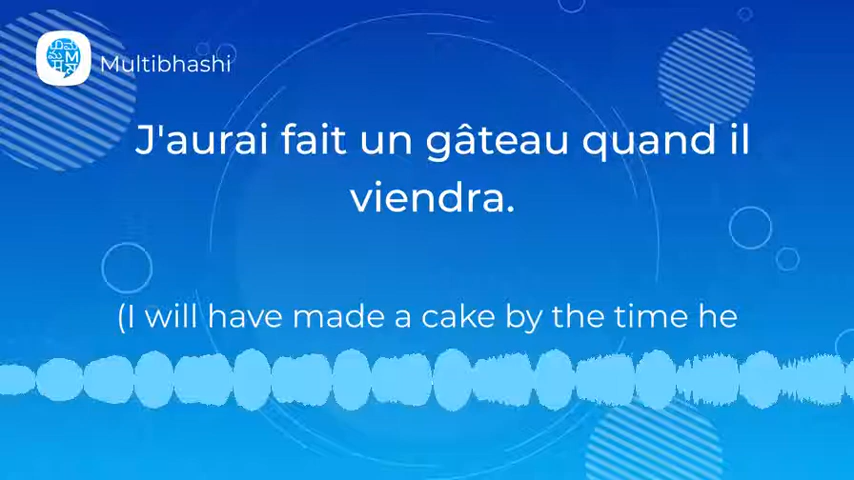 Multibhashi
J'aurai fait un gâteau quand il
viendra.
(I will have made a cake by the time he